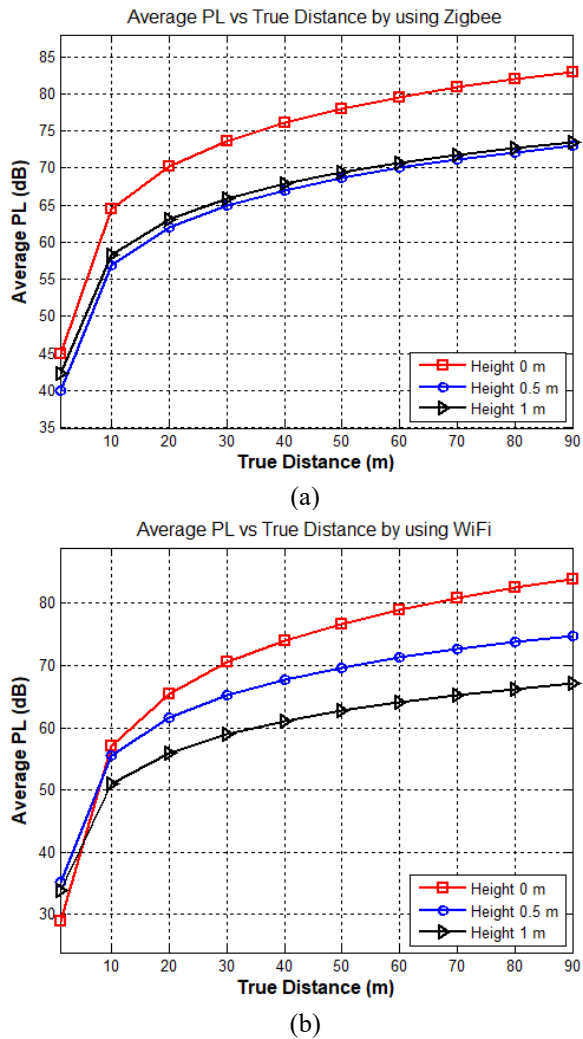 Average PL vs True Distance by using Zigbee
Average PL (dB)
85
80
75
70
65
60
55
50
45
40
35
10 20 30 40 50 60 70 80 90
True Distance (m)
Height 0 m
Height 0.5 m
Height 1 m
(a)
Average PL vs True Distance by using WiFi
Average PL (dB)
80
70
60
50
40
30
10 20 30 40 50 60 70 80 90
True Distance (m)
Height 0 m
Height 0.5 m
Height 1 m
(b)